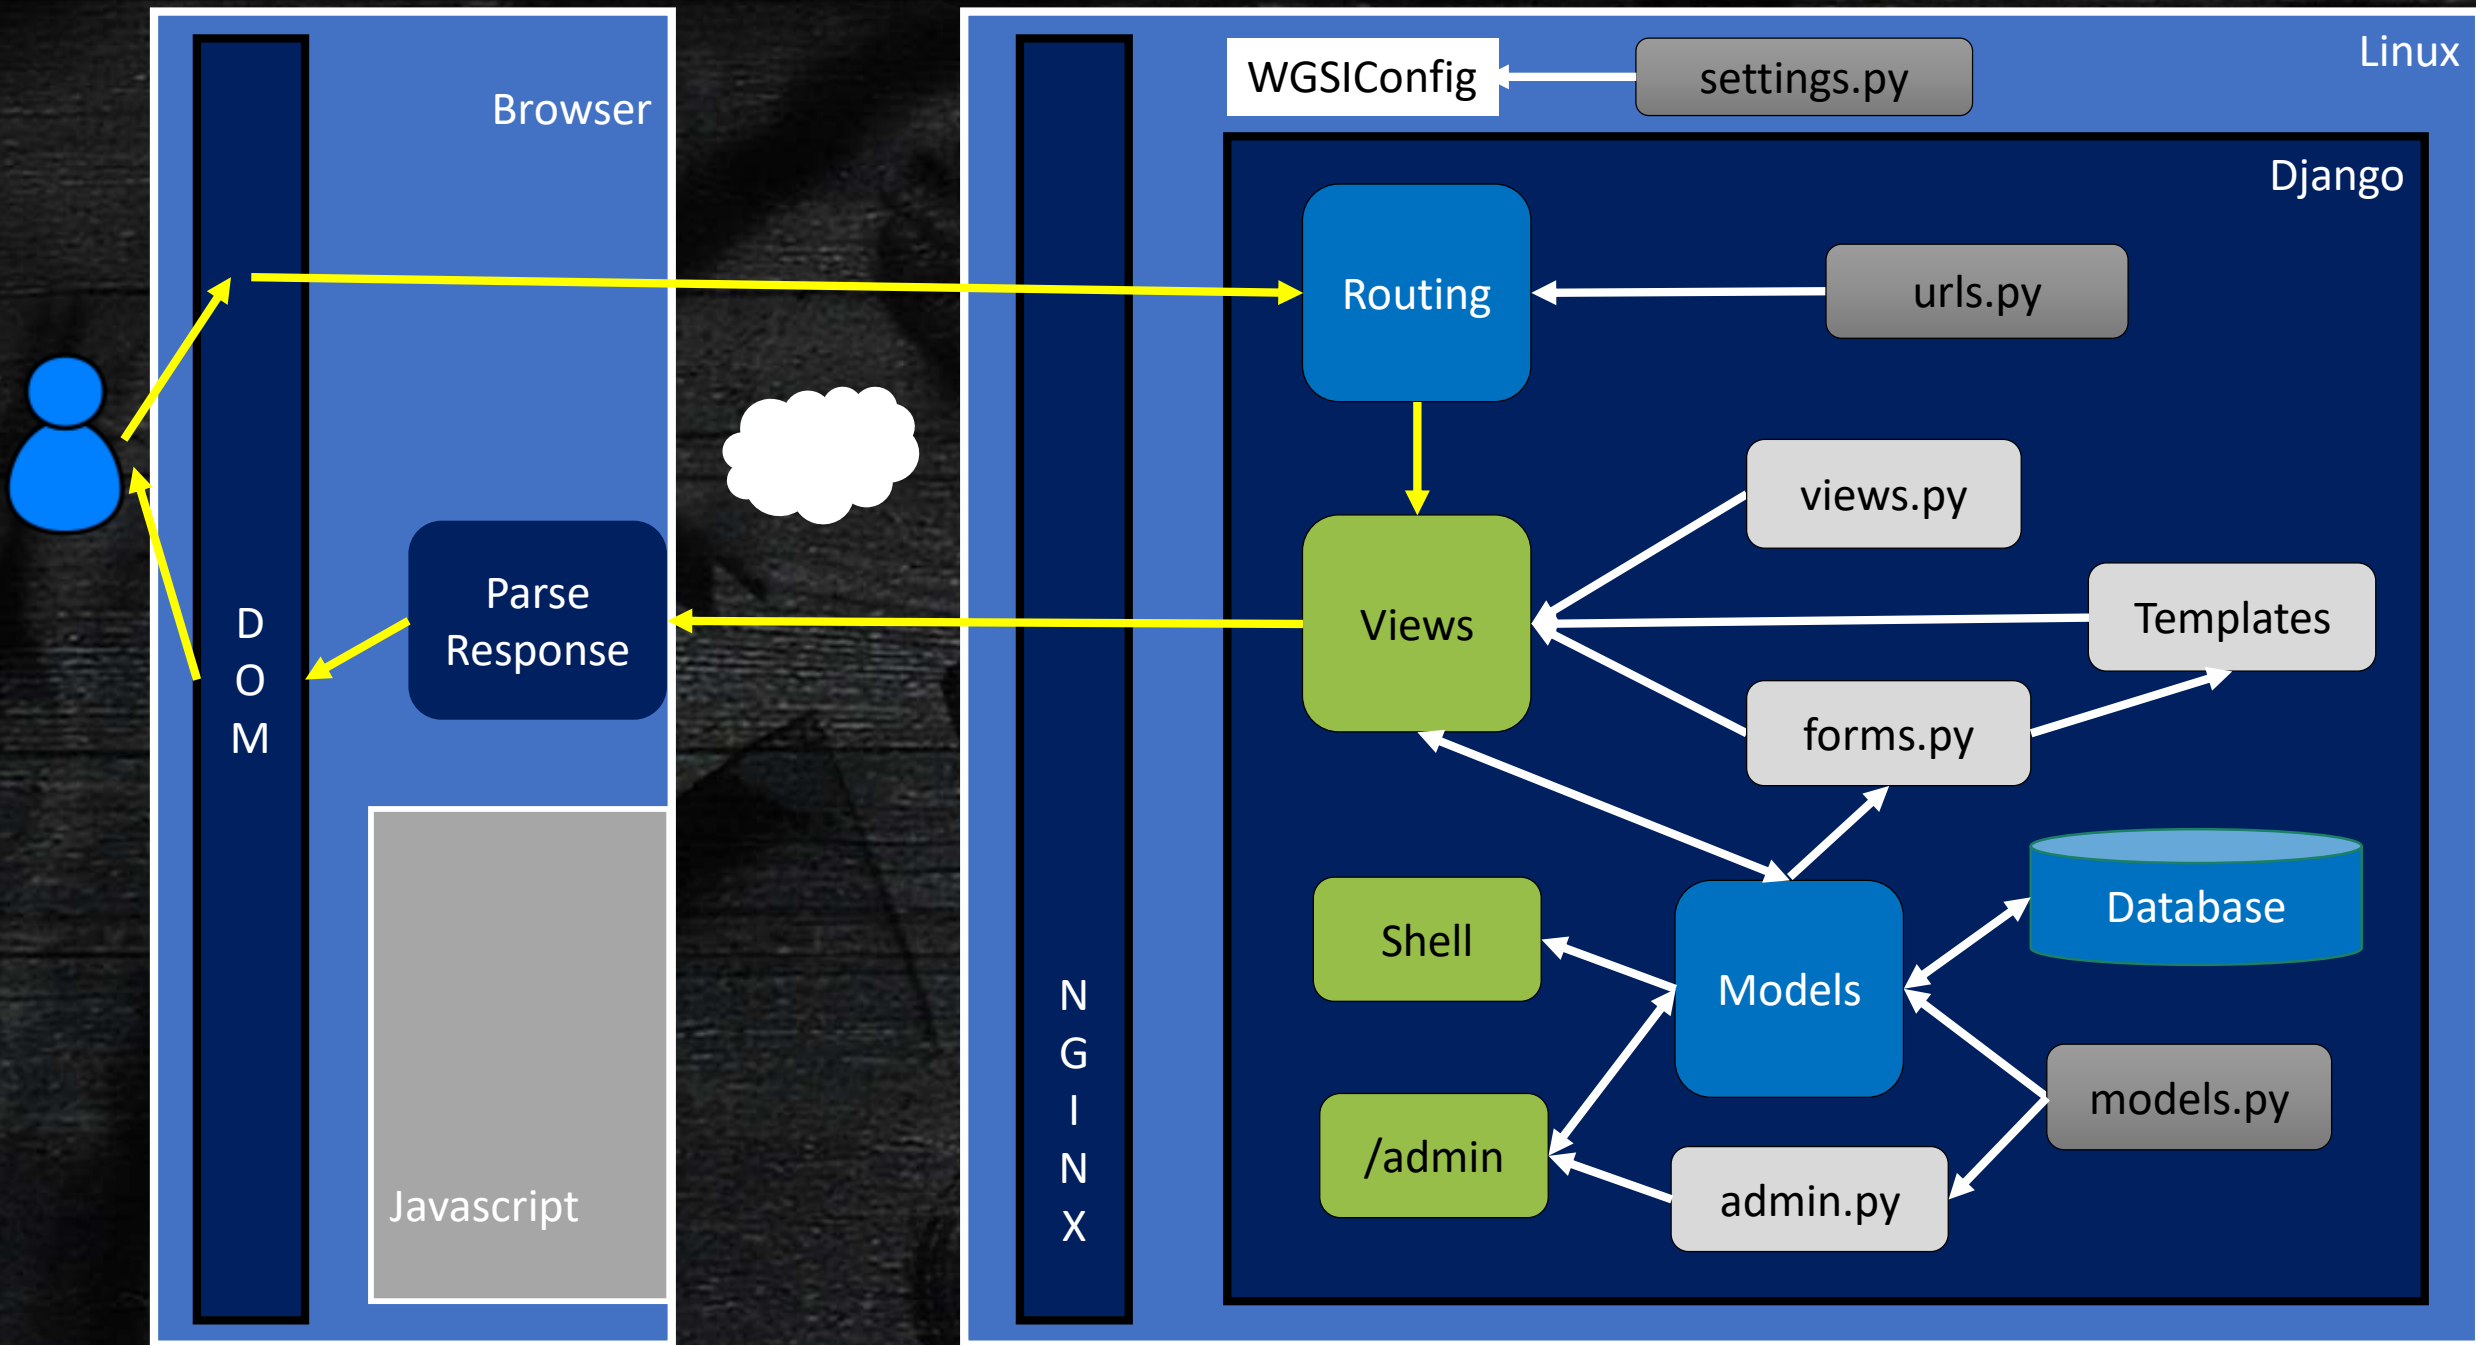 Browser
D
O
M
Parse
Response
Javascript
N
G
I
N
X
Linux
WGSIConfig
settings.py
Django
Routing
urls.py
views.py
Views
Templates
forms.py
Shell
Models
Database
/admin
admin.py
models.py